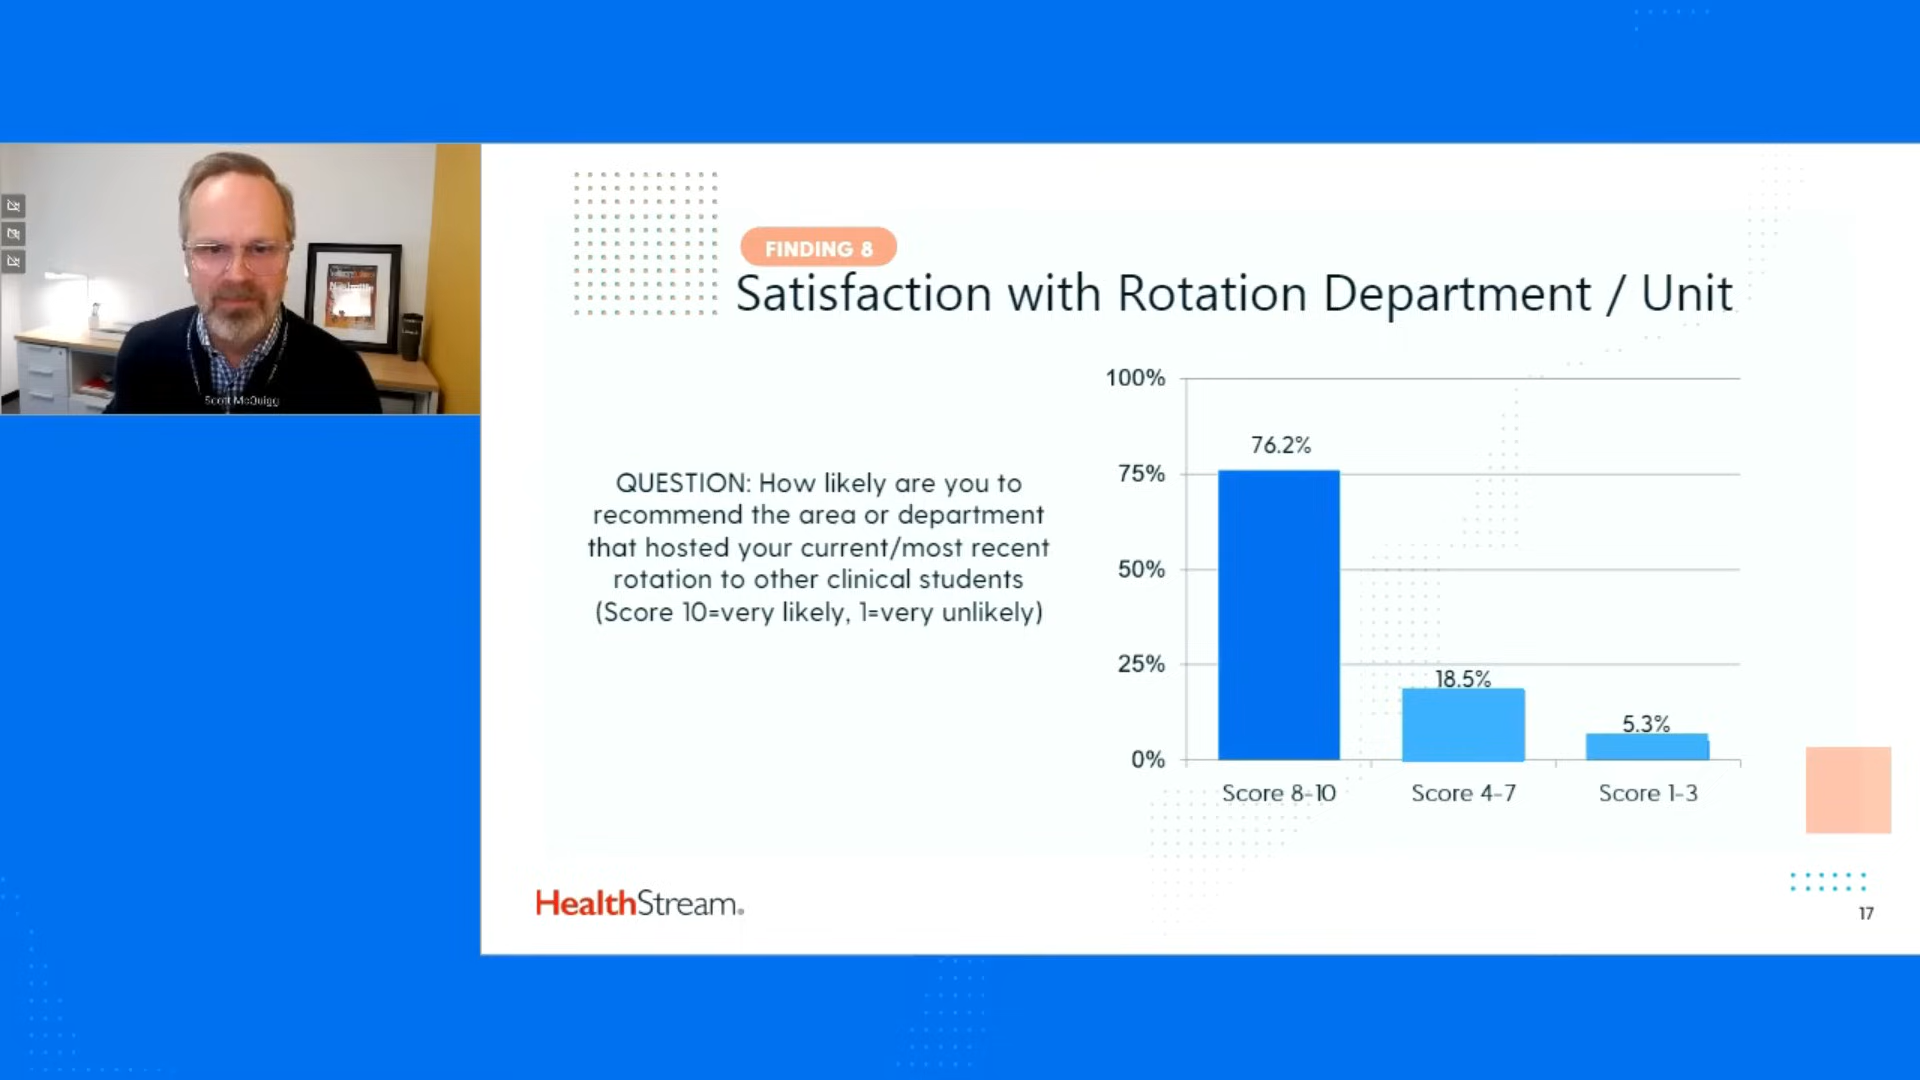 Scott McQuigg
FINDING 8
Satisfaction with Rotation Department / Unit
QUESTION: How likely are you to
recommend the area or department
that hosted your current/most recent
rotation to other clinical students
(Score 10=very likely, 1=very unlikely)
100%
75%
50%
25%
0%
76.2%
18.5%
5.3%
Score 8-10
Score 4-7
Score 1-3
HealthStream.
17